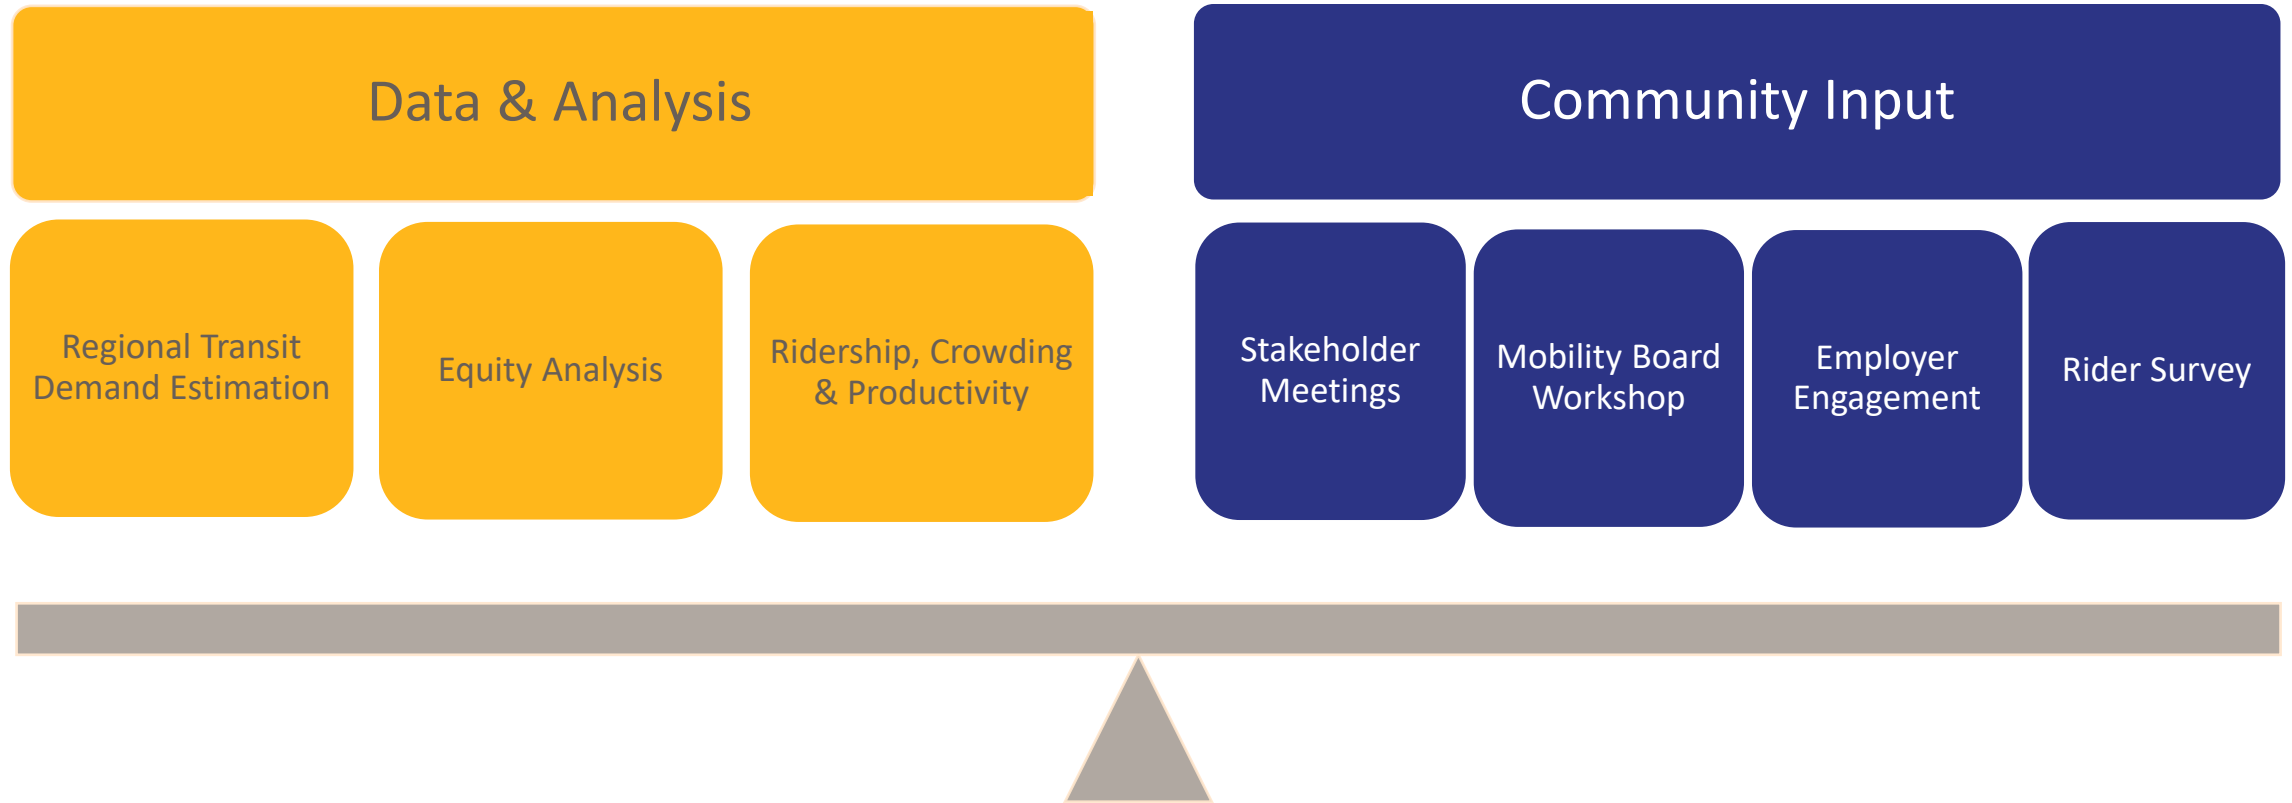 Data & Analysis
Community Input
Regional Transit
Demand Estimation
Equity Analysis
Ridership, Crowding
& Productivity
Stakeholder
Meetings
Mobility Board
Workshop
Employer
Engagement
Rider Survey